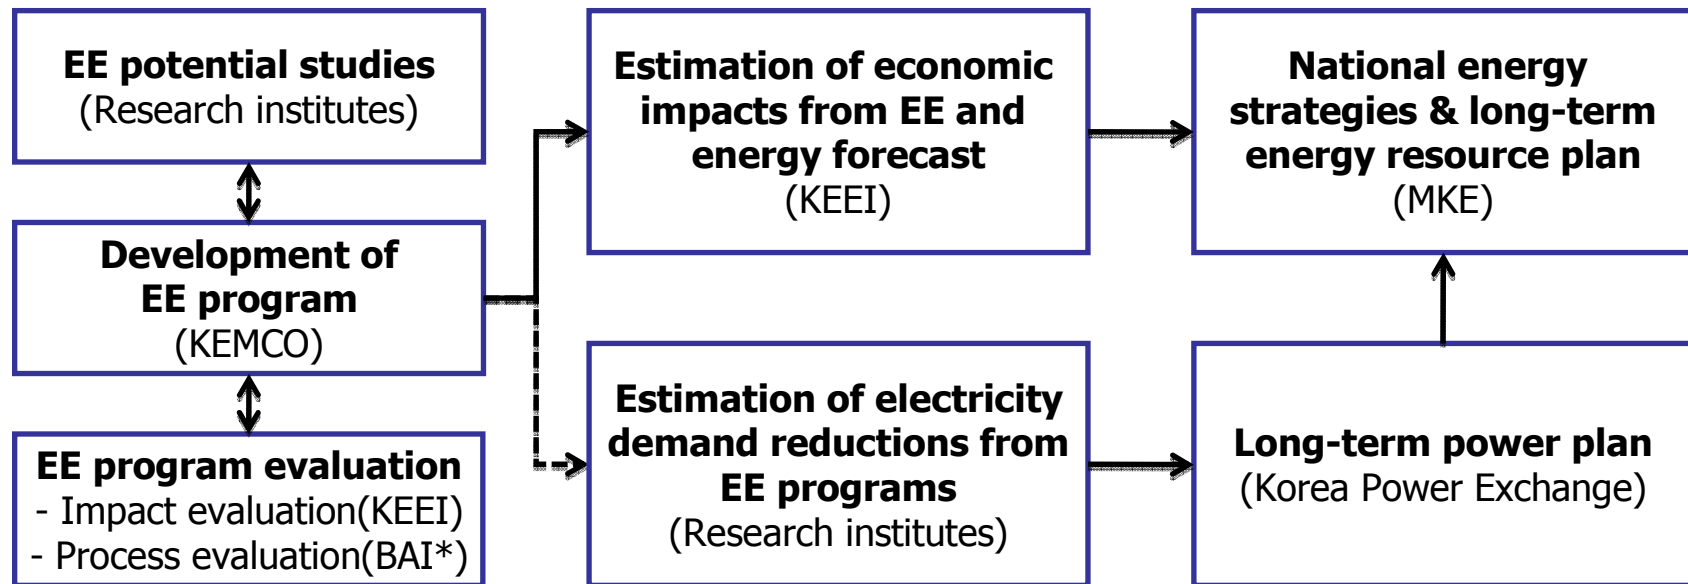 EE potential studies
(Research institutes)
Development of
EE program
(KEMCO)
EE program evaluation
- Impact evaluation(KEEI)
- Process evaluation(BAI*)
Estimation of economic
impacts from EE and
energy forecast
(KEEI)
Estimation of electricity
demand reductions from
EE programs
(Research institutes)
National energy
strategies & long-term
energy resource plan
(MKE)
Long-term power plan
(Korea Power Exchange)